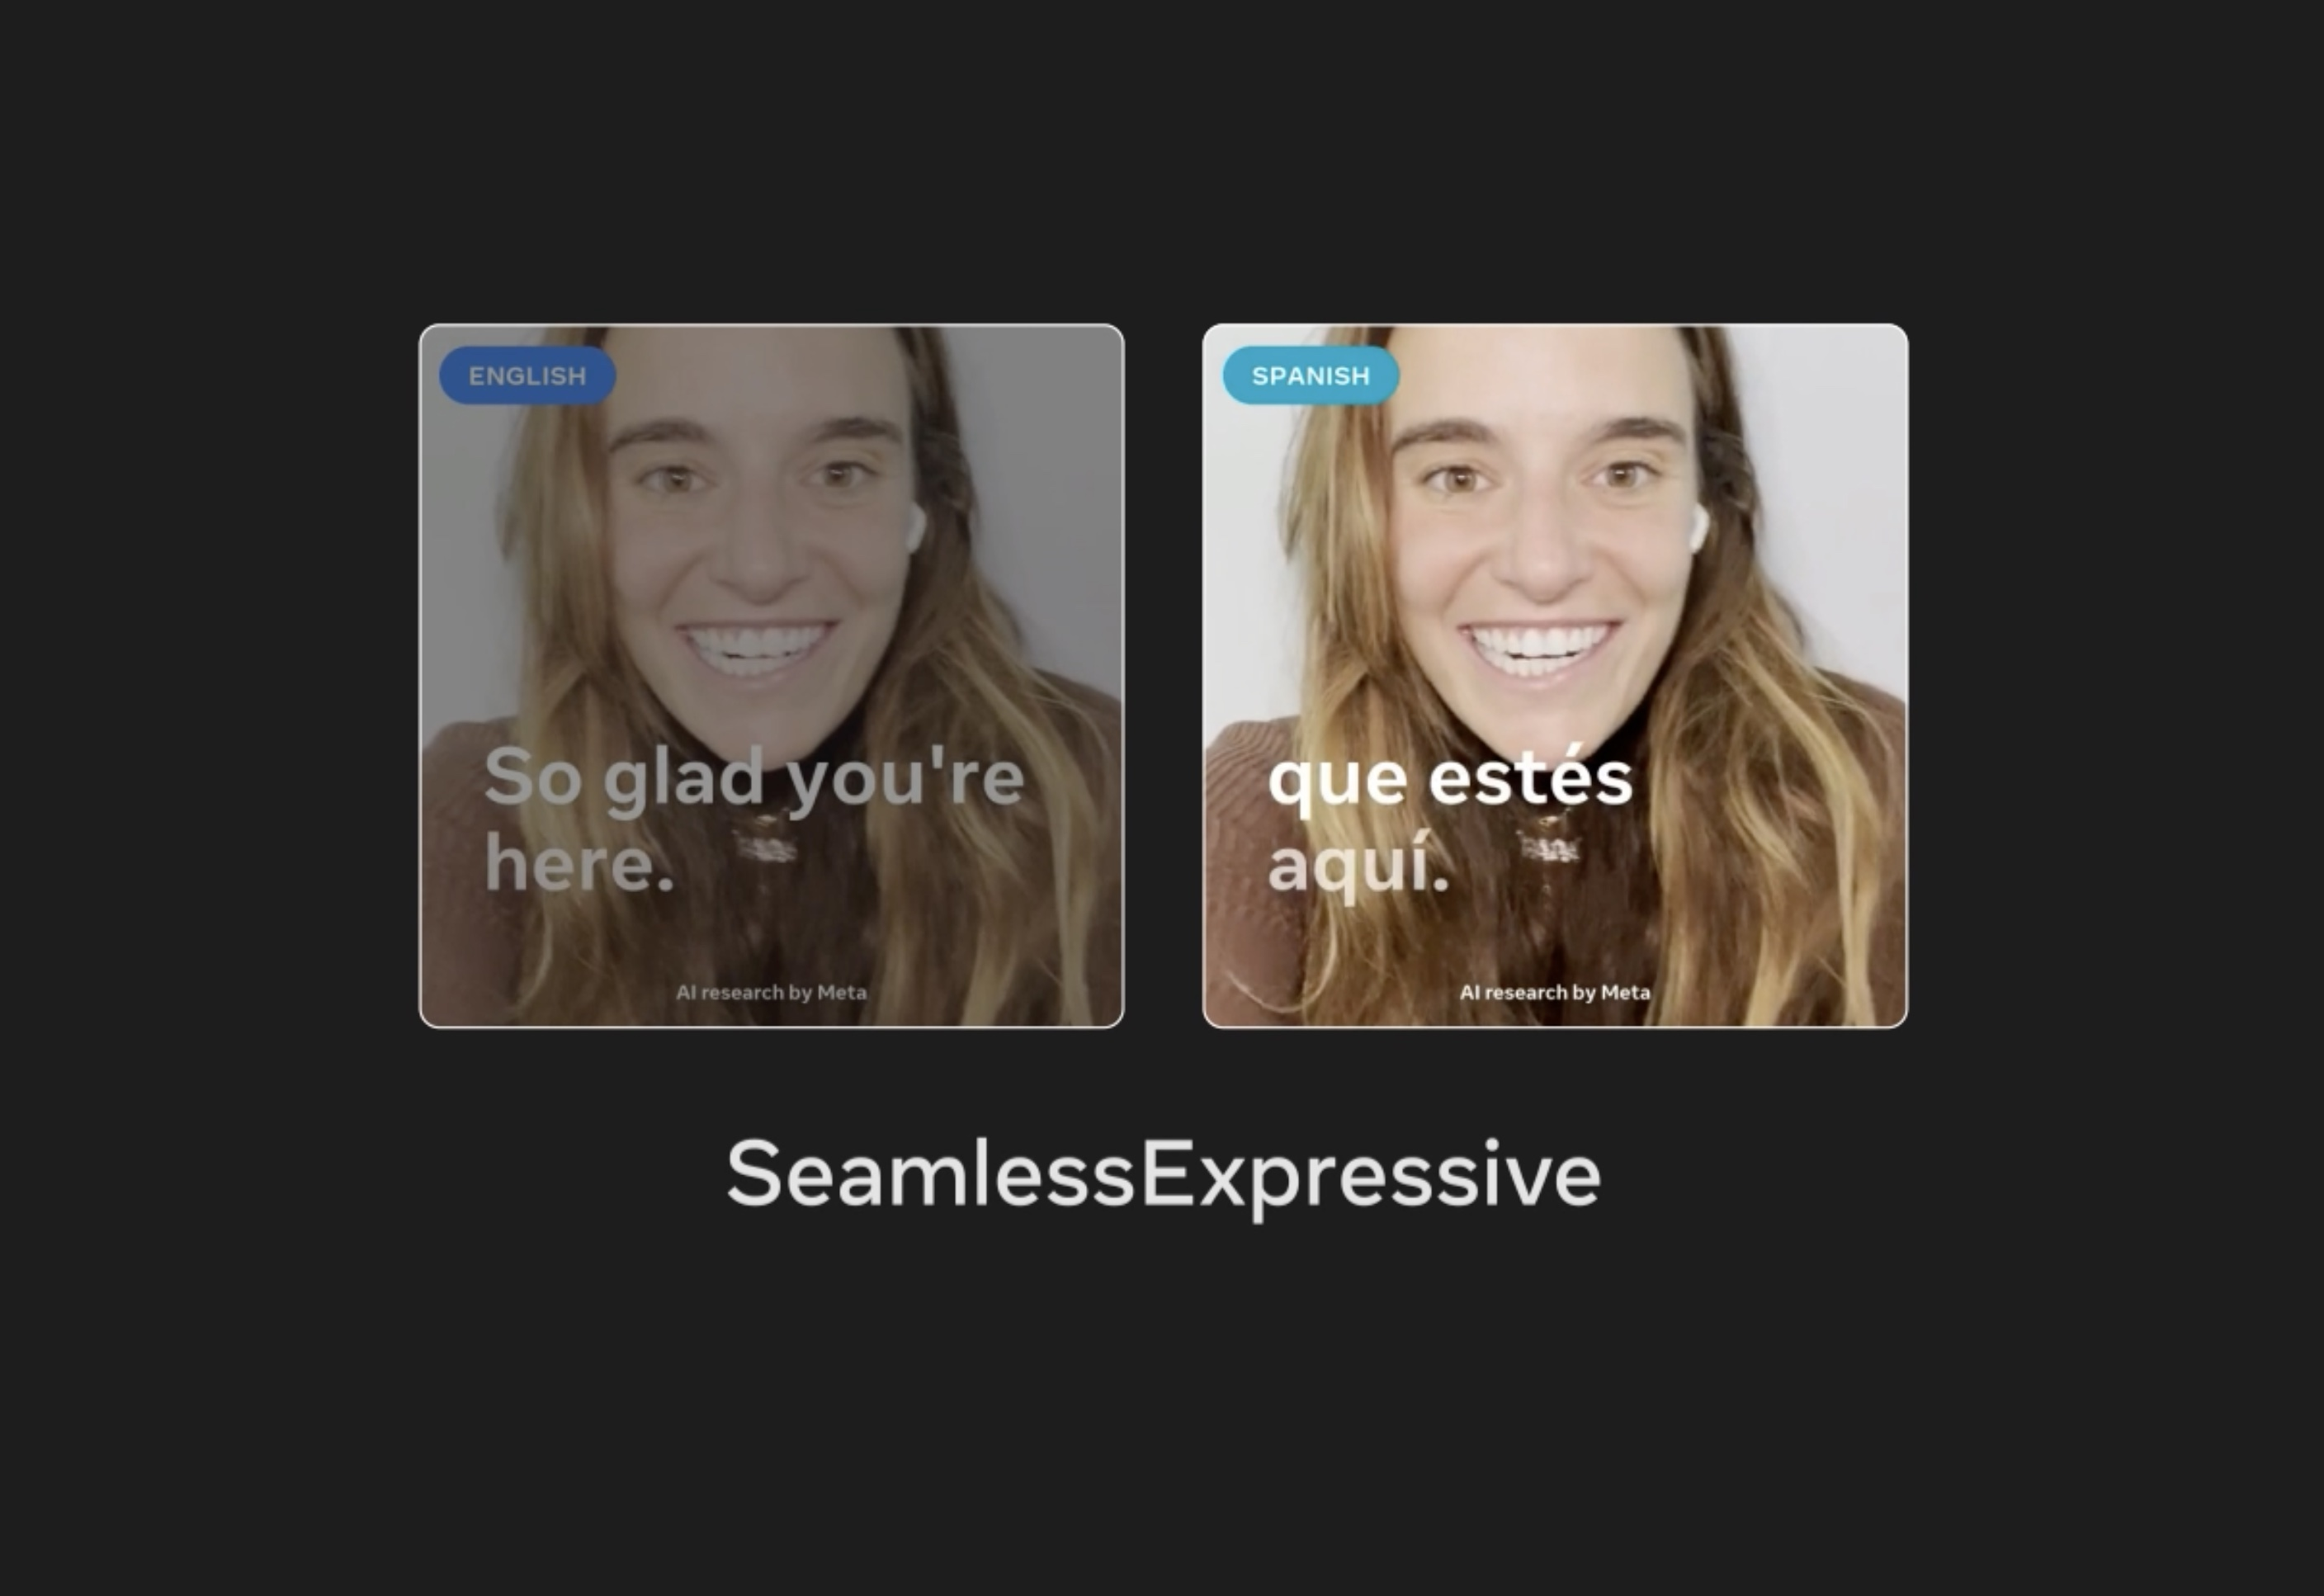 ENGLISH
So glad you're
here.
AI research by Meta
SPANISH
que estés
aquí.
AI research by Meta
SeamlessExpressive